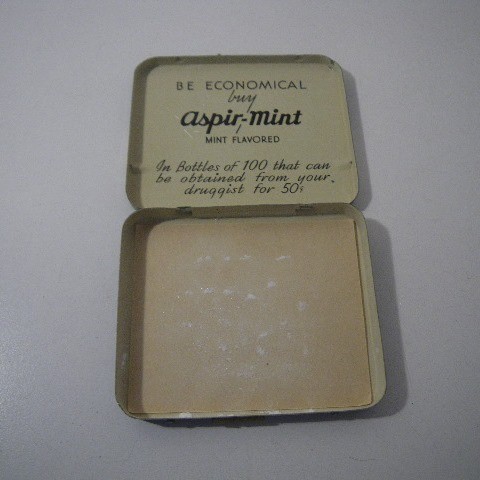 BE ECONOMICAL
buy
Aspir-Mint
MINT FLAVORED
In Bottles of 100 that can
be obtained from your
druggist for 50¢